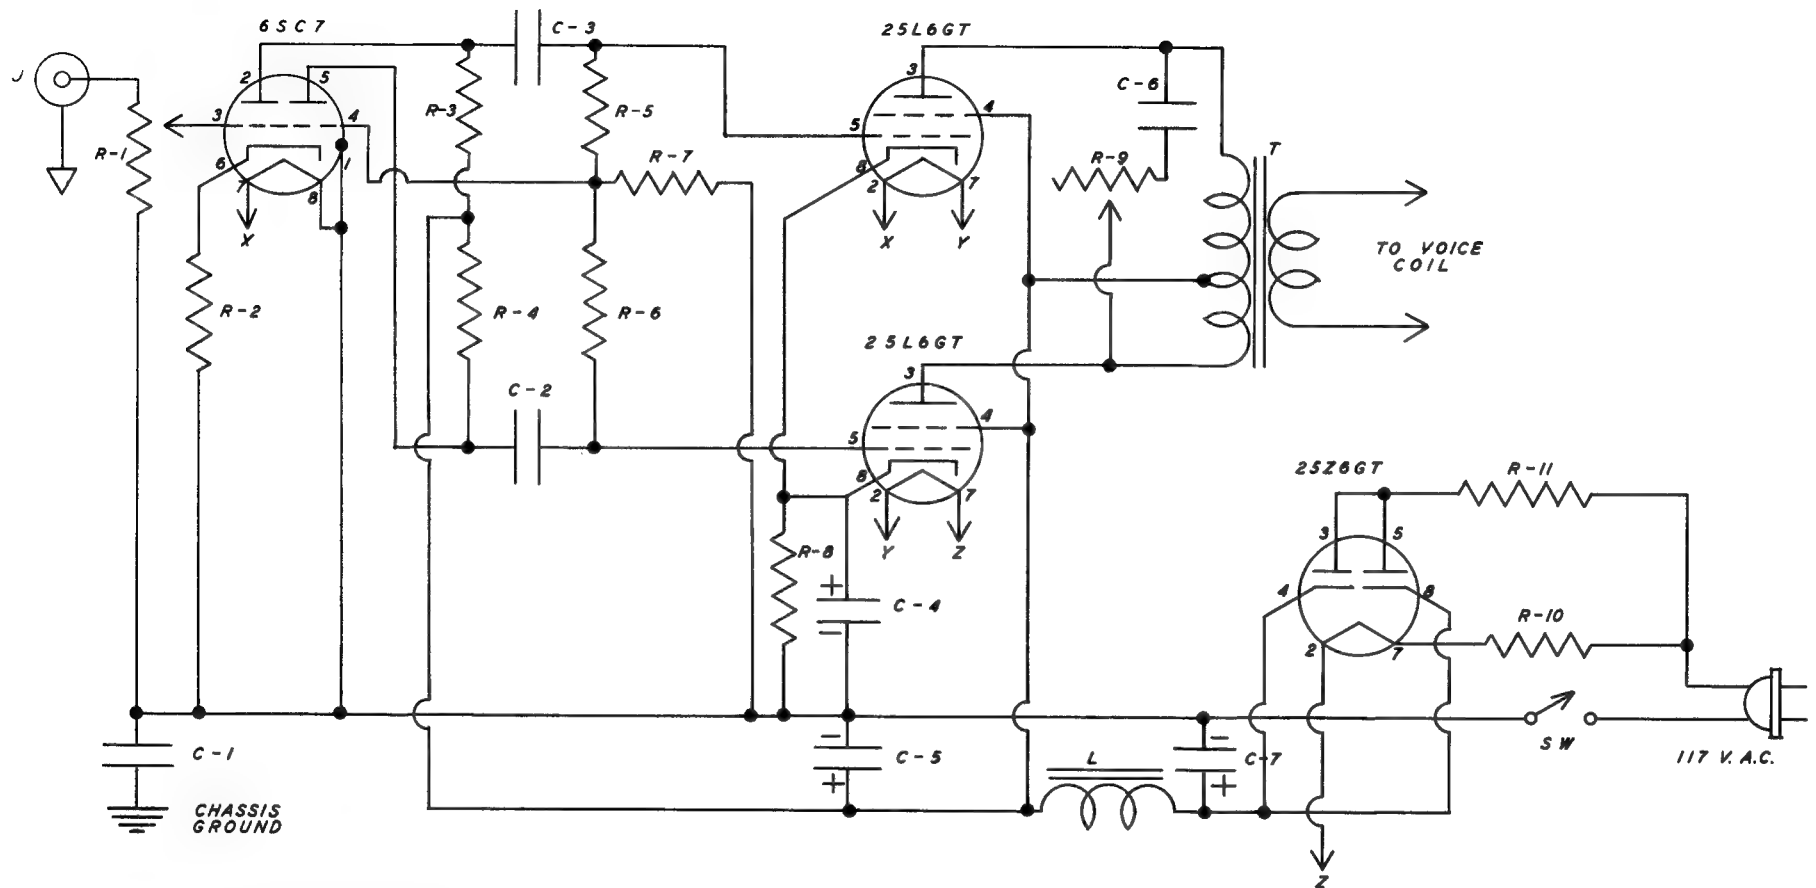 6SC7
C-3
25L6GT
J
2
5
3
4
R-3
R-5
C-6
3
4
5
R-1
6
1
7
8
X
R-7
8
2
7
X
Y
R-9
T
TO VOICE
COIL
R-2
R-4
R-6
25L6GT
3
4
5
C-2
8
2
7
Y
Z
25Z6GT
R-11
3
5
4
8
R-8
+
C-4
-
R-10
2
7
C-1
-
C-5
+
L
-
C-7
+
SW
117 V. A.C.
CHASSIS
GROUND
Z